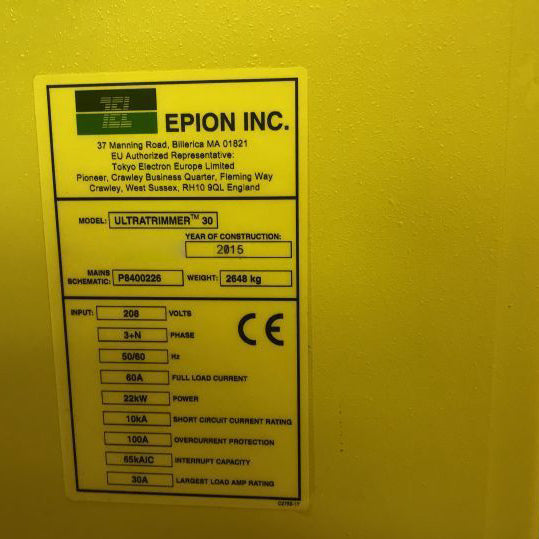 TEL
EPION INC.
37 Manning Road, Billerica MA 01821
EU Authorized Representative:
Tokyo Electron Europe Limited
Pioneer, Crawley Business Quarter, Fleming Way
Crawley, West Sussex, RH10 9QL England
MODEL: ULTRATRIMMER™ 30
YEAR OF CONSTRUCTION:
2015
MAINS SCHEMATIC: P8400226 WEIGHT: 2648 kg
INPUT: 208 VOLTS
CE
3+N PHASE
50/60 Hz
60A FULL LOAD CURRENT
22kW POWER
10kA SHORT CIRCUIT CURRENT RATING
100A OVERCURRENT PROTECTION
65kAIC INTERRUPT CAPACITY
30A LARGEST LOAD AMP RATING